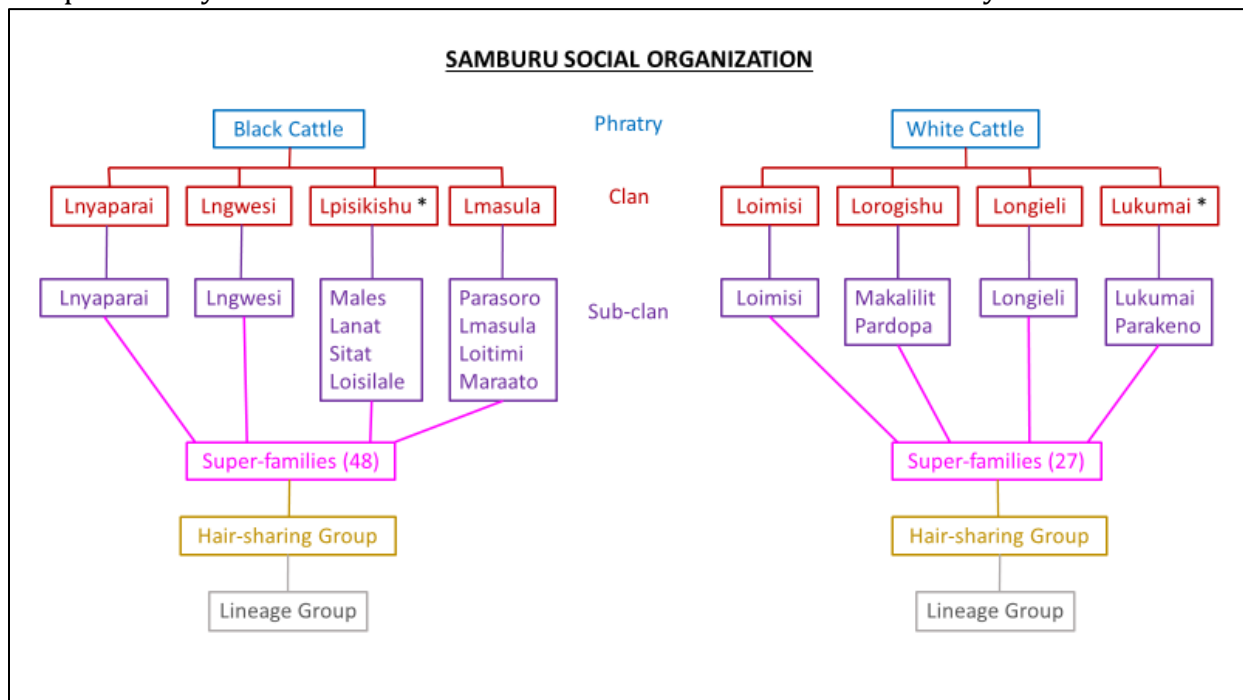 SAMBURU SOCIAL ORGANIZATION
Black Cattle
Phratry
White Cattle
Lnyaparai
Lngwesi
Lpisikishu *
Lmasula
Clan
Loimisi
Lorogishu
Longieli
Lukumai *
Lnyaparai
Lngwesi
Males
Lanat
Sitat
Loisilale
Parasoro
Lmasula
Loitimi
Maraato
Sub-clan
Loimisi
Makalilit
Pardopa
Longieli
Lukumai
Parakeno
Super-families (48)
Super-families (27)
Hair-sharing Group
Hair-sharing Group
Lineage Group
Lineage Group